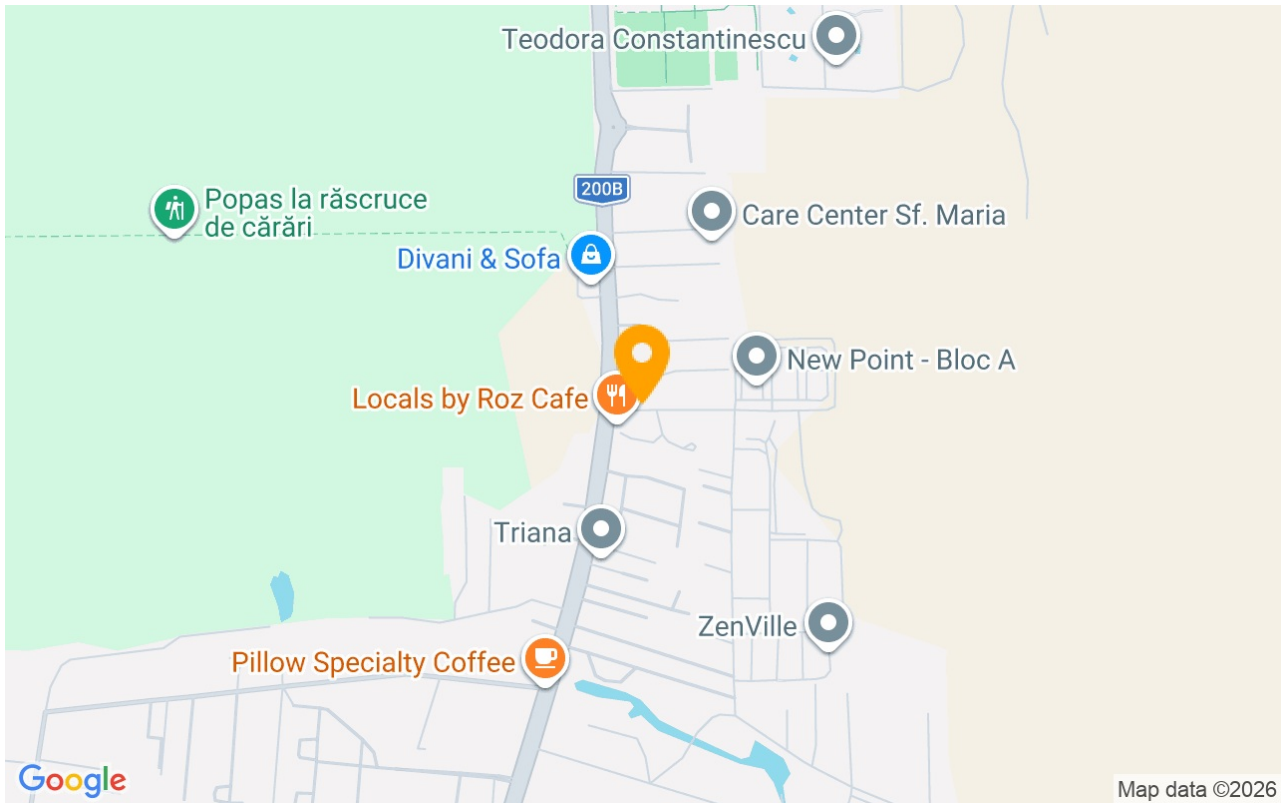 Teodora Constantinescu
200B
Popas la răscruce
de cărări
Care Center Sf. Maria
Divani & Sofa
New Point - Bloc A
Locals by Roz Cafe
Triana
ZenVille
Pillow Specialty Coffee
Google
Map data ©2026